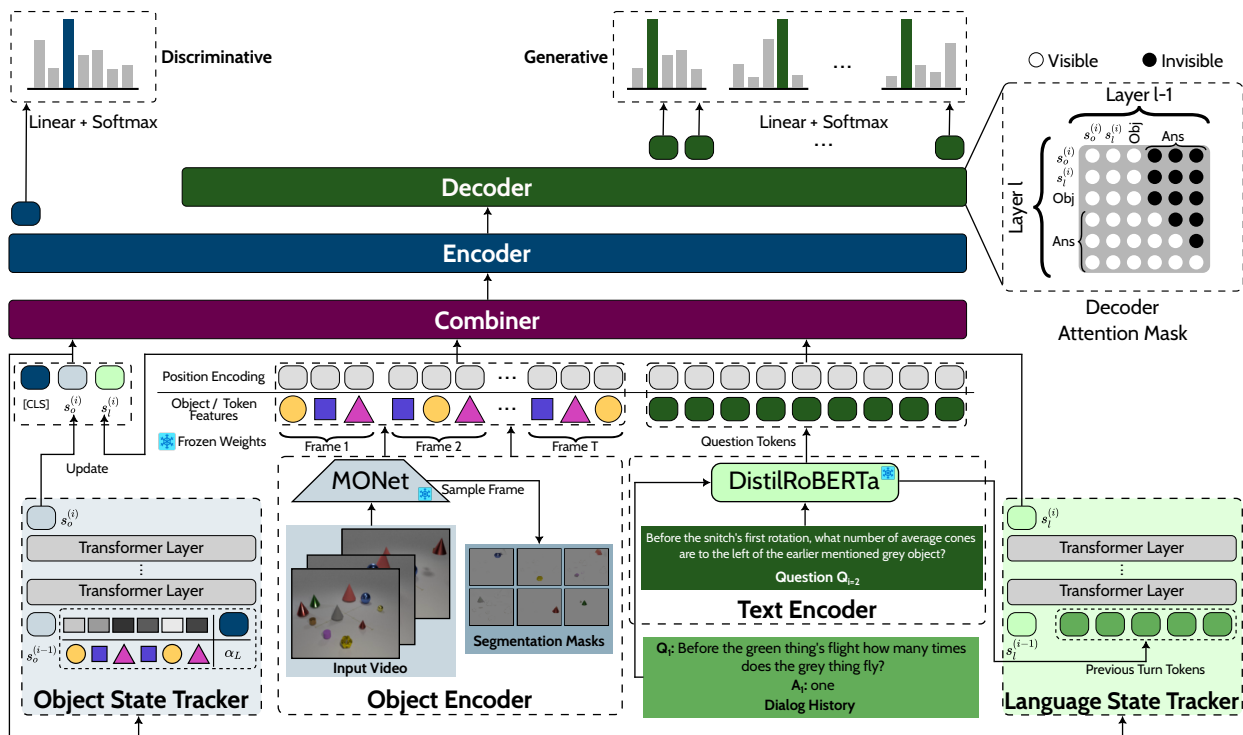 Discriminative
Generative
...
Linear + Softmax
Linear + Softmax
...
Visible
Invisible
Layer l-1
s_o^(i) s_l^(i) Obj Ans
s_o^(i)
s_l^(i)
Obj
Ans
Layer l
Decoder
Attention Mask
Decoder
Encoder
Combiner
[CLS] s_o^(i) s_l^(i)
Update
Position Encoding
...
Object / Token
Features
...
Frozen Weights
Frame 1
Frame 2
Frame T
Question Tokens
s_o^(i)
Transformer Layer
...
Transformer Layer
s_o^(i-1)
α_L
Object State Tracker
MONet
Sample Frame
Input Video
Segmentation Masks
Object Encoder
DistilRoBERTa
Before the snitch's first rotation, what number of average cones
are to the left of the earlier mentioned grey object?
Question Q_i=2
Text Encoder
Q_1: Before the green thing's flight how many times
does the grey thing fly?
A_1: one
Dialog History
s_l^(i)
Transformer Layer
...
Transformer Layer
s_l^(i-1)
Previous Turn Tokens
Language State Tracker